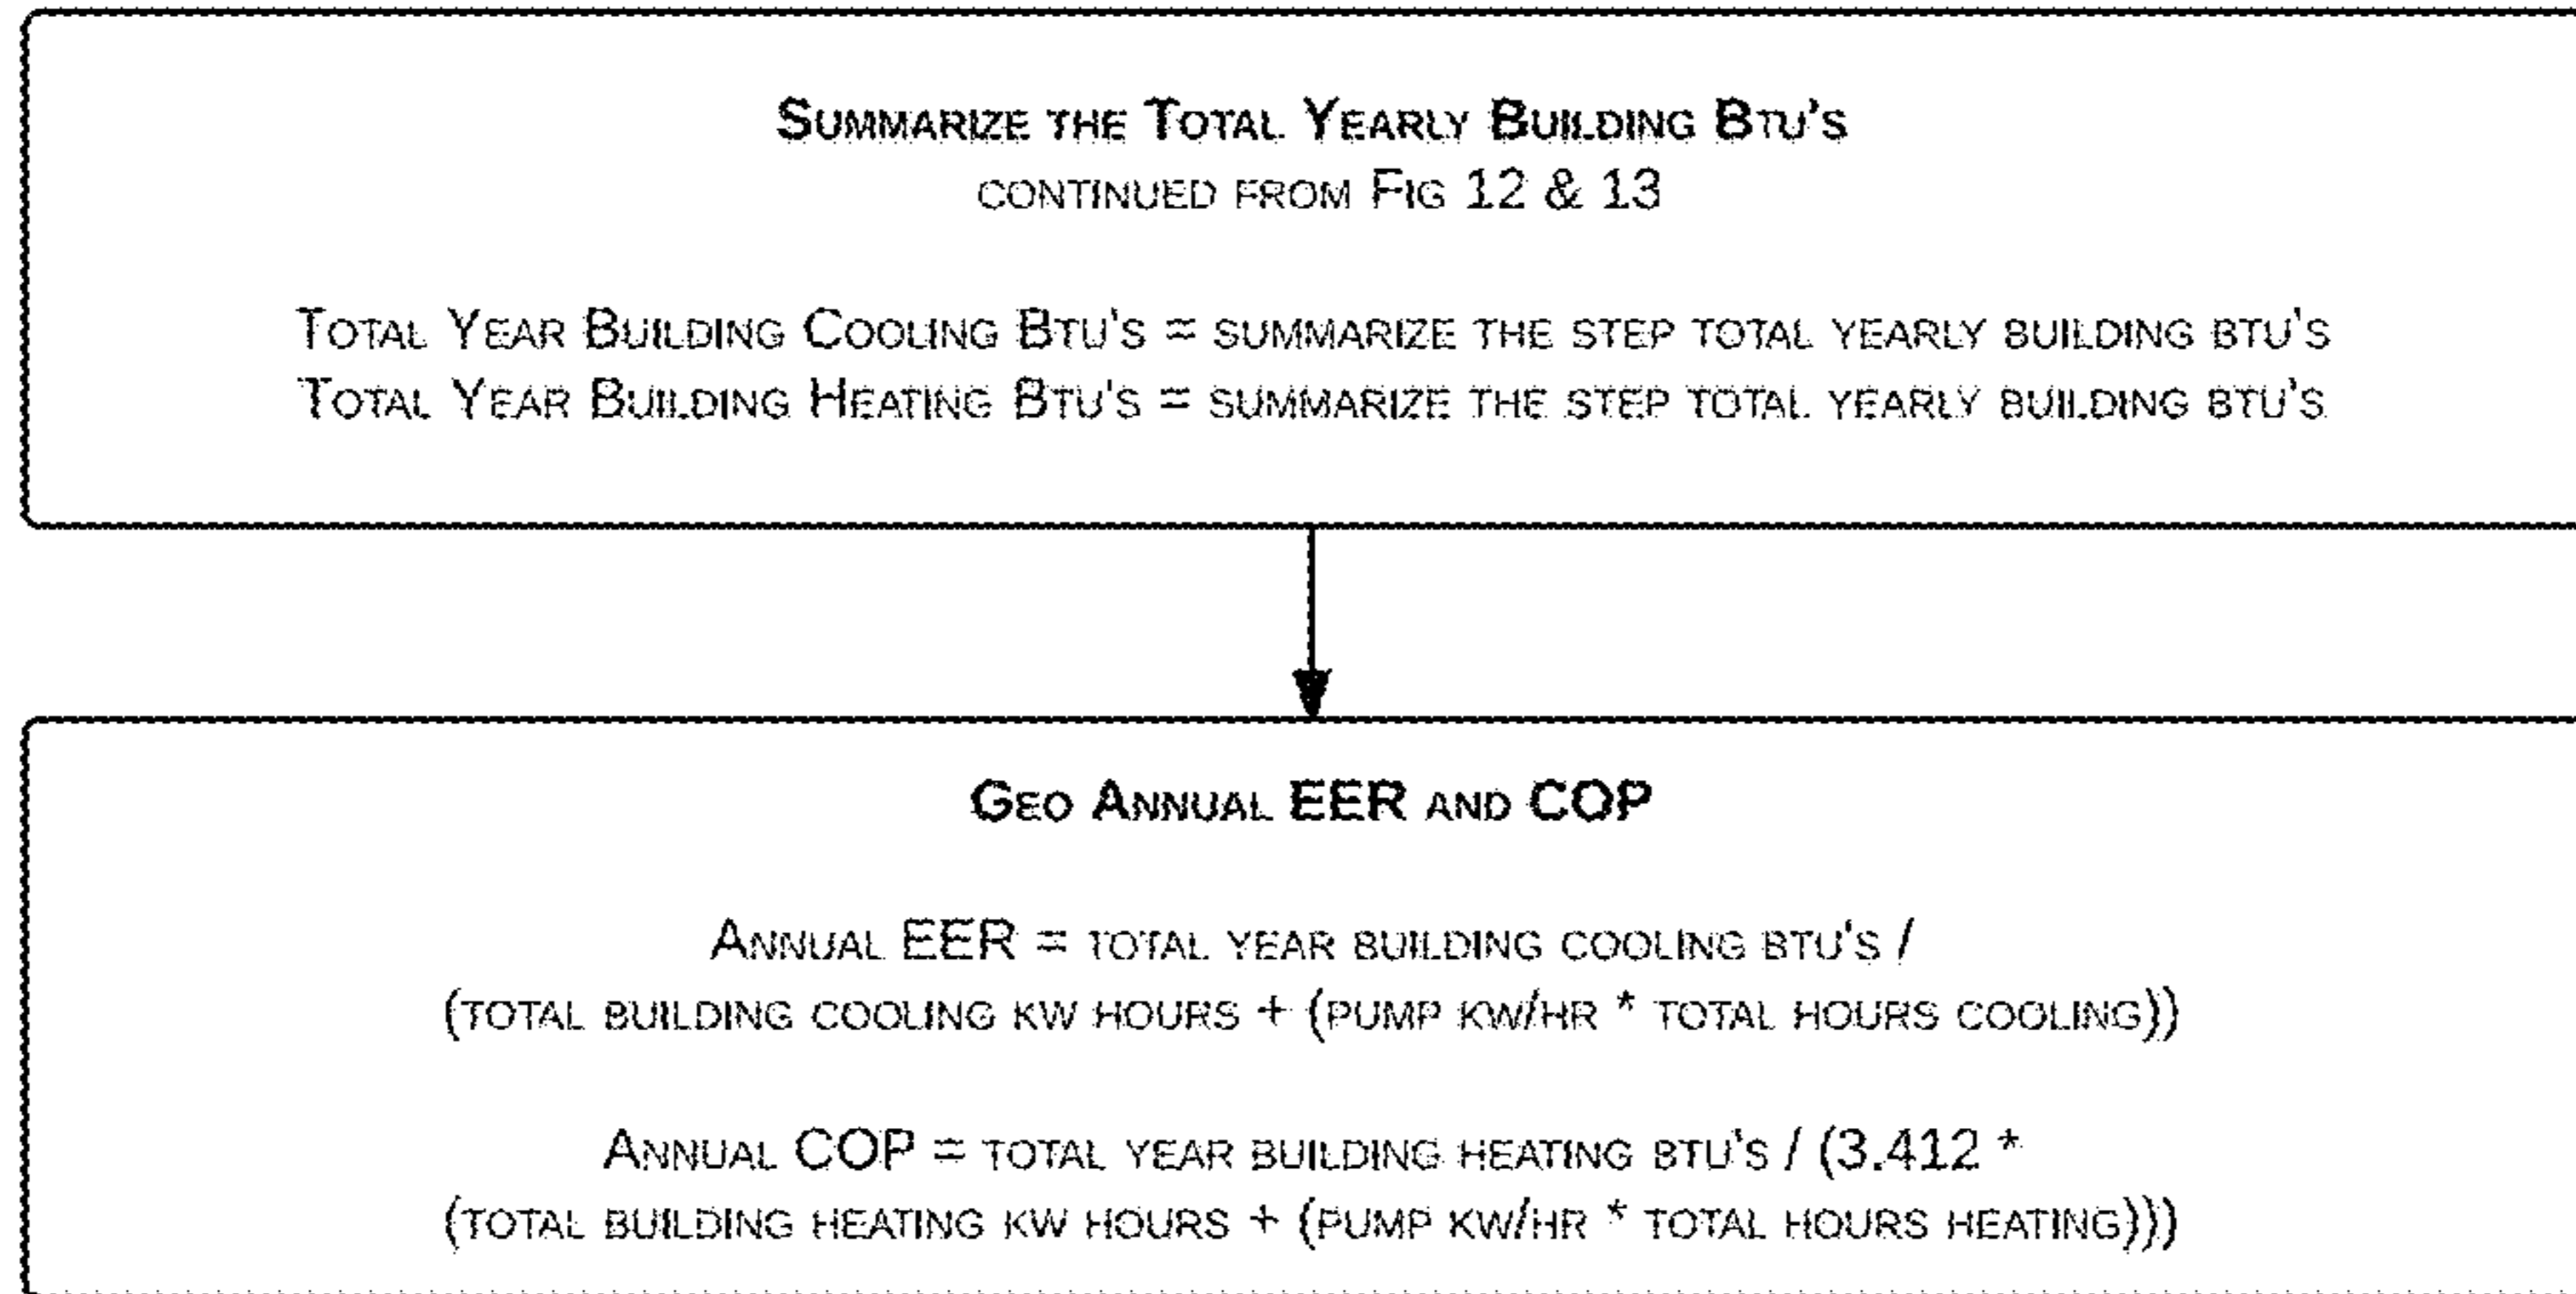 Summarize the Total Yearly Building Btu's
continued from Fig 12 & 13
Total Year Building Cooling Btu's = summarize the step total yearly building btu's
Total Year Building Heating Btu's = summarize the step total yearly building btu's
Geo Annual EER and COP
Annual EER = total year building cooling btu's /
(total building cooling kw hours + (pump kw/hr * total hours cooling))
Annual COP = total year building heating btu's / (3.412 *
(total building heating kw hours + (pump kw/hr * total hours heating)))